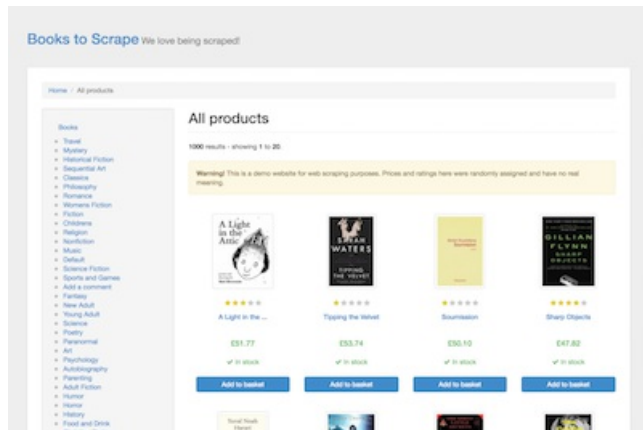 Books to Scrape We love being scraped!
Home / All products
Books
Travel
Mystery
Historical Fiction
Sequential Art
Classics
Philosophy
Romance
Womens Fiction
Fiction
Childrens
Religion
Nonfiction
Music
Default
Science Fiction
Sports and Games
Add a comment
Fantasy
New Adult
Young Adult
Science
Poetry
Paranormal
Art
Psychology
Autobiography
Parenting
Adult Fiction
Humor
Horror
History
Food and Drink
All products
1000 results - showing 1 to 20.
Warning! This is a demo website for web scraping purposes. Prices and ratings here were randomly assigned and have no real
meaning.
A Light
in the
Attic
SARAH
WATERS
TIPPING
THE VELVET
GILLIAN
FLYNN
SHARP
OBJECTS
A Light in the ...
Tipping the Velvet
Soumission
Sharp Objects
£51.77
£53.74
£50.10
£47.82
In stock
In stock
In stock
In stock
Add to basket
Add to basket
Add to basket
Add to basket
Yuval Noah
Harari